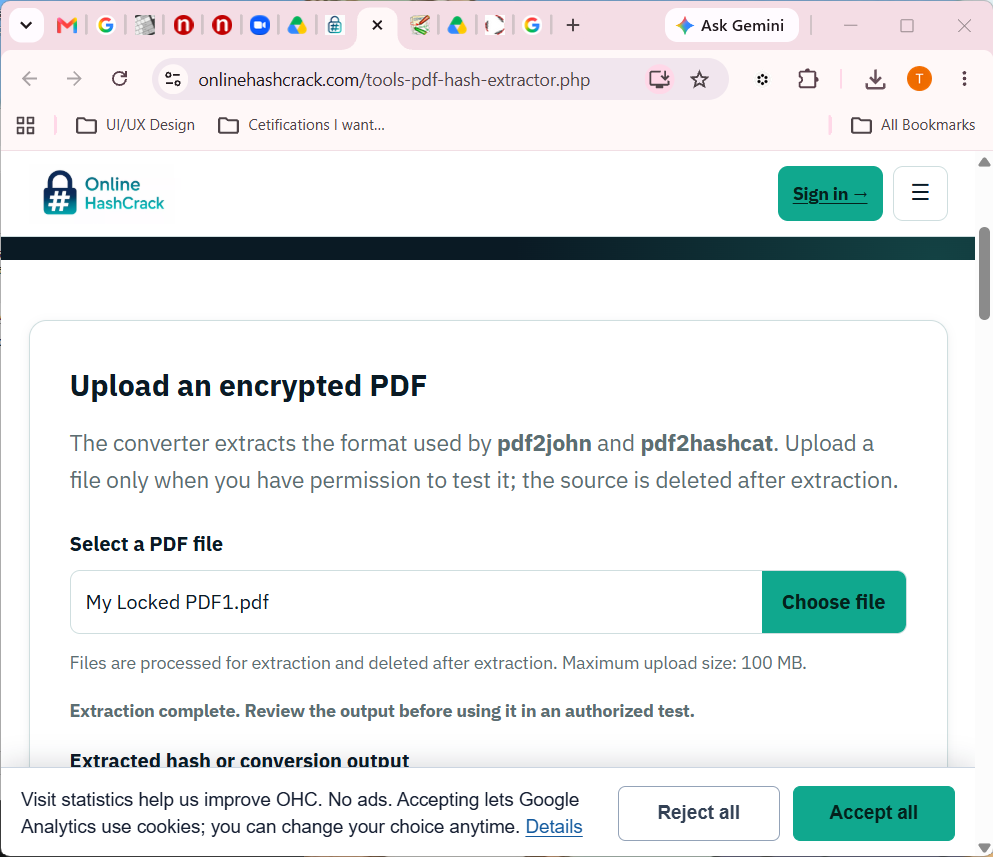 Ask Gemini
onlinehashcrack.com/tools-pdf-hash-extractor.php
T
UI/UX Design
Cetifications I want...
All Bookmarks
#
Online
HashCrack
Sign in →
Upload an encrypted PDF
The converter extracts the format used by pdf2john and pdf2hashcat. Upload a
file only when you have permission to test it; the source is deleted after extraction.
Select a PDF file
My Locked PDF1.pdf
Choose file
Files are processed for extraction and deleted after extraction. Maximum upload size: 100 MB.
Extraction complete. Review the output before using it in an authorized test.
Extracted hash or conversion output
Visit statistics help us improve OHC. No ads. Accepting lets Google
Analytics use cookies; you can change your choice anytime. Details
Reject all
Accept all